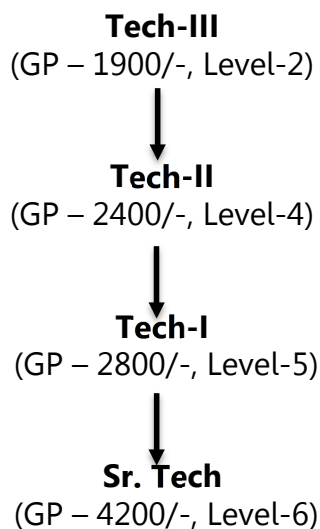 Tech-III
(GP – 1900/-, Level-2)
Tech-II
(GP – 2400/-, Level-4)
Tech-I
(GP – 2800/-, Level-5)
Sr. Tech
(GP – 4200/-, Level-6)